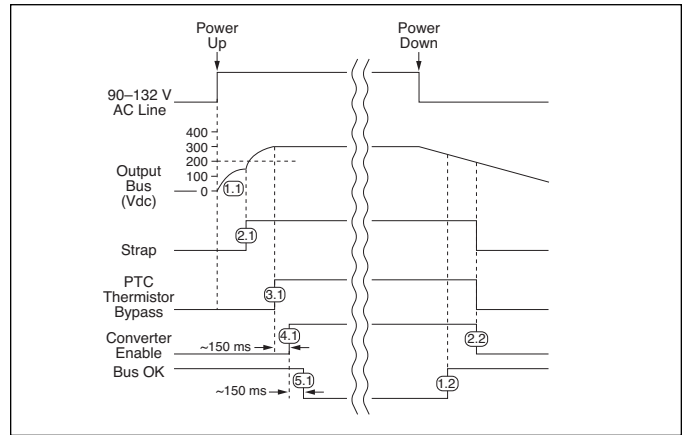 Power
Up
Power
Down
90–132 V
AC Line
400
300
200
100
0
Output
Bus
(Vdc)
1.1
Strap
2.1
PTC
Thermistor
Bypass
3.1
Converter
Enable
~150 ms
4.1
2.2
Bus OK
~150 ms
5.1
1.2